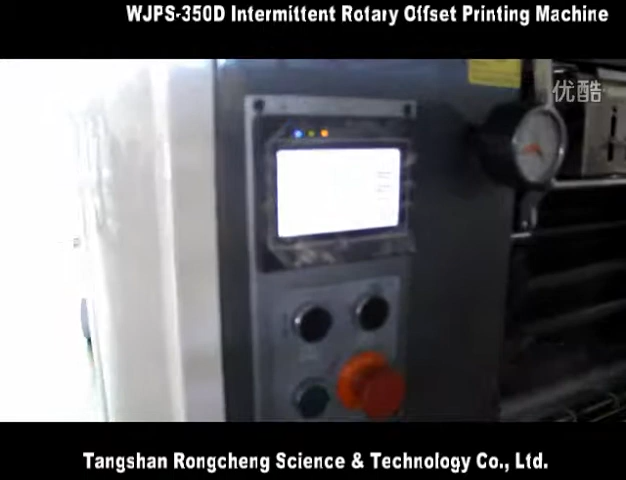 WJPS-350D Intermittent Rotary Offset Printing Machine
优酷
Tangshan Rongcheng Science & Technology Co., Ltd.